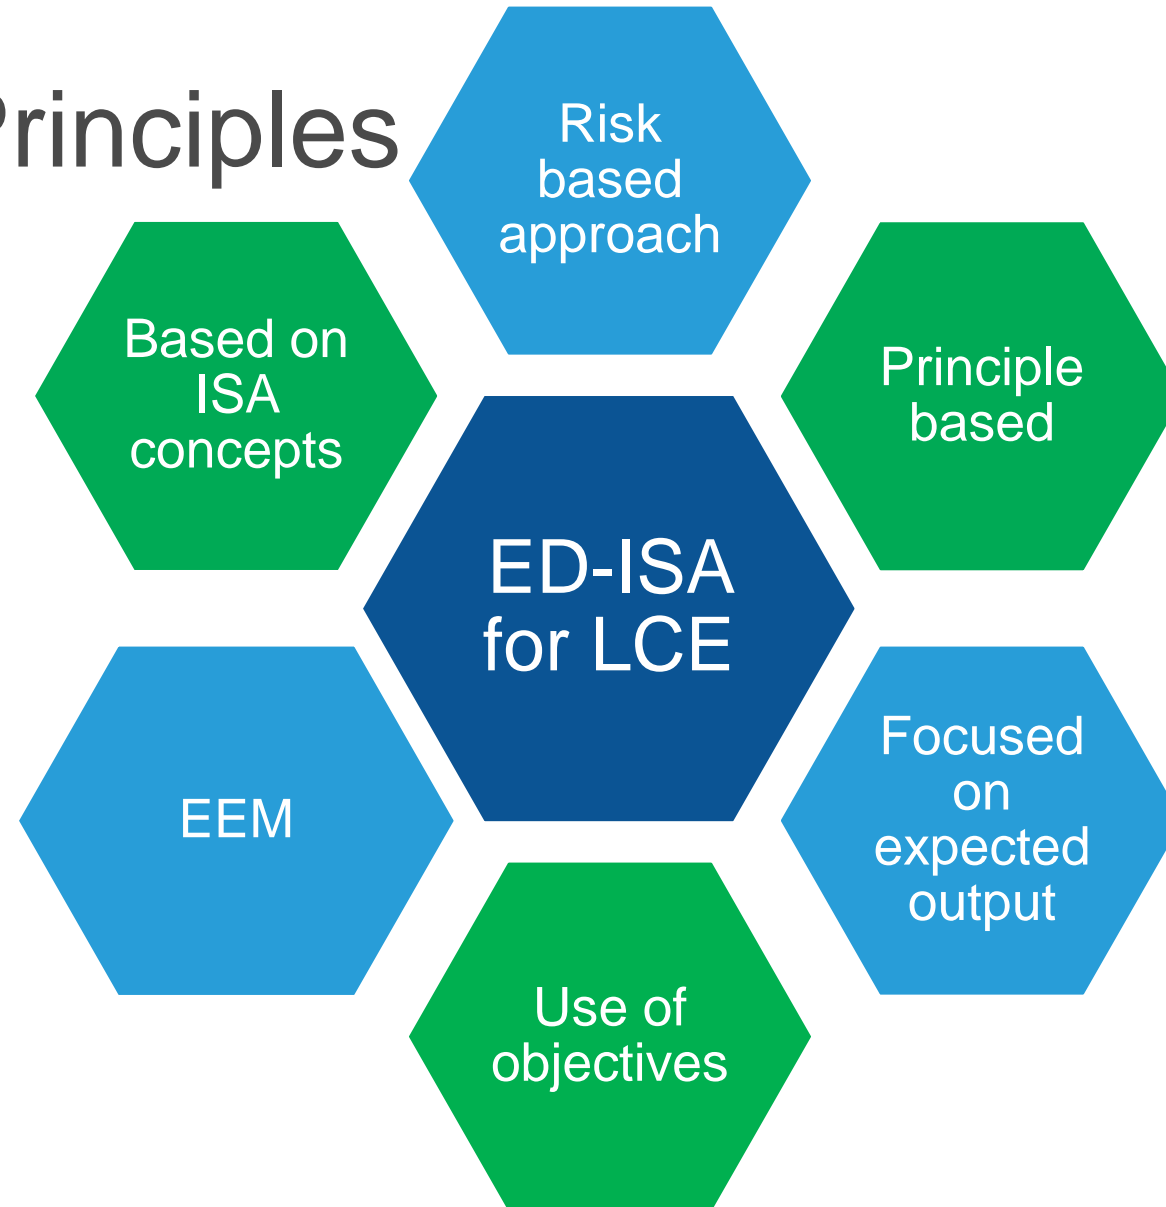 Principles
Risk
based
approach
Based on
ISA
concepts
Principle
based
ED-ISA
for LCE
EEM
Focused
on
expected
output
Use of
objectives